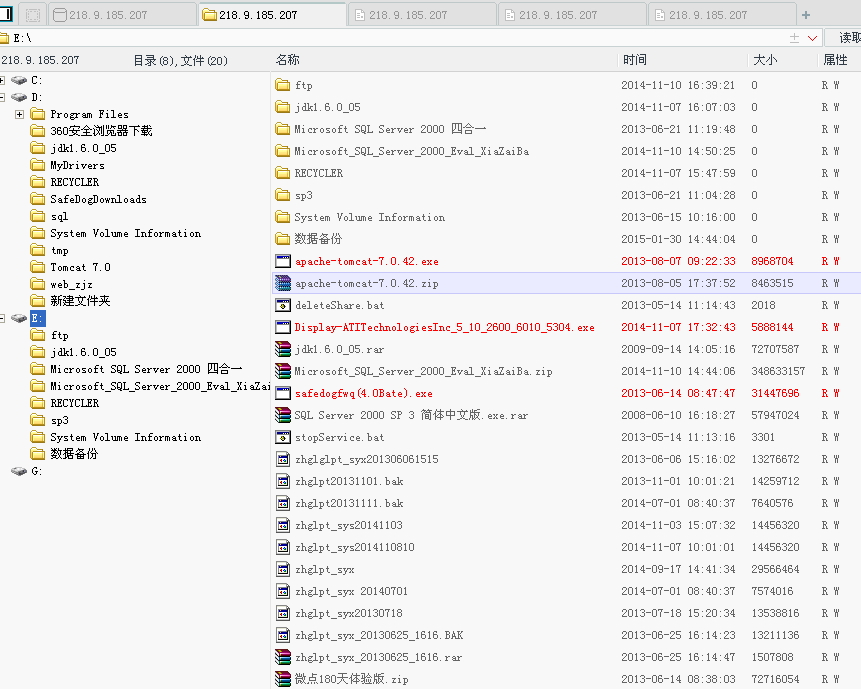 218.9.185.207 218.9.185.207 218.9.185.207 218.9.185.207 218.9.185.207 +
E:\ 读取
218.9.185.207 目录(8),文件(20)
C:
D:
Program Files
360安全浏览器下载
jdk1.6.0_05
MyDrivers
RECYCLER
SafeDogDownloads
sql
System Volume Information
tmp
Tomcat 7.0
web_zjz
新建文件夹
E:
ftp
jdk1.6.0_05
Microsoft SQL Server 2000 四合一
Microsoft_SQL_Server_2000_Eval_XiaZai
RECYCLER
sp3
System Volume Information
数据备份
G:
名称 时间 大小 属性
ftp 2014-11-10 16:39:21 0 R W
jdk1.6.0_05 2014-11-07 16:07:03 0 R W
Microsoft SQL Server 2000 四合一 2013-06-21 11:19:48 0 R W
Microsoft_SQL_Server_2000_Eval_XiaZaiBa 2014-11-10 14:50:25 0 R W
RECYCLER 2014-11-07 15:47:59 0 R W
sp3 2013-06-21 11:04:28 0 R W
System Volume Information 2013-06-15 10:16:00 0 R W
数据备份 2015-01-30 14:44:04 0 R W
apache-tomcat-7.0.42.exe 2013-08-07 09:22:33 8968704 R W
apache-tomcat-7.0.42.zip 2013-08-05 17:37:52 8463515 R W
deleteShare.bat 2013-05-14 11:14:43 2018 R W
Display-ATITechnologiesInc_5_10_2600_6010_5304.exe 2014-11-07 17:32:43 5888144 R W
jdk1.6.0_05.rar 2009-09-14 14:05:16 72707587 R W
Microsoft_SQL_Server_2000_Eval_XiaZaiBa.zip 2014-11-10 14:44:06 348633157 R W
safedogfwq(4.0Bate).exe 2013-06-14 08:47:47 31447696 R W
SQL Server 2000 SP 3 简体中文版.exe.rar 2008-06-10 16:18:27 57947024 R W
stopService.bat 2013-05-14 11:13:16 3301 R W
zhglglpt_syx201306061515 2013-06-06 15:16:02 13276672 R W
zhglpt20131101.bak 2013-11-01 10:01:21 14259712 R W
zhglpt20131111.bak 2014-07-01 08:40:37 7640576 R W
zhglpt_sys20141103 2014-11-03 15:07:32 14456320 R W
zhglpt_sys2014110810 2014-11-07 10:01:01 14456320 R W
zhglpt_syx 2014-09-17 14:41:34 29566464 R W
zhglpt_syx 20140701 2014-07-01 08:40:37 7574016 R W
zhglpt_syx20130718 2013-07-18 15:20:34 13538816 R W
zhglpt_syx_20130625_1616.BAK 2013-06-25 16:14:23 13211136 R W
zhglpt_syx_20130625_1616.rar 2013-06-25 16:14:47 1507808 R W
微点180天体验版.zip 2013-06-14 08:38:03 72716054 R W